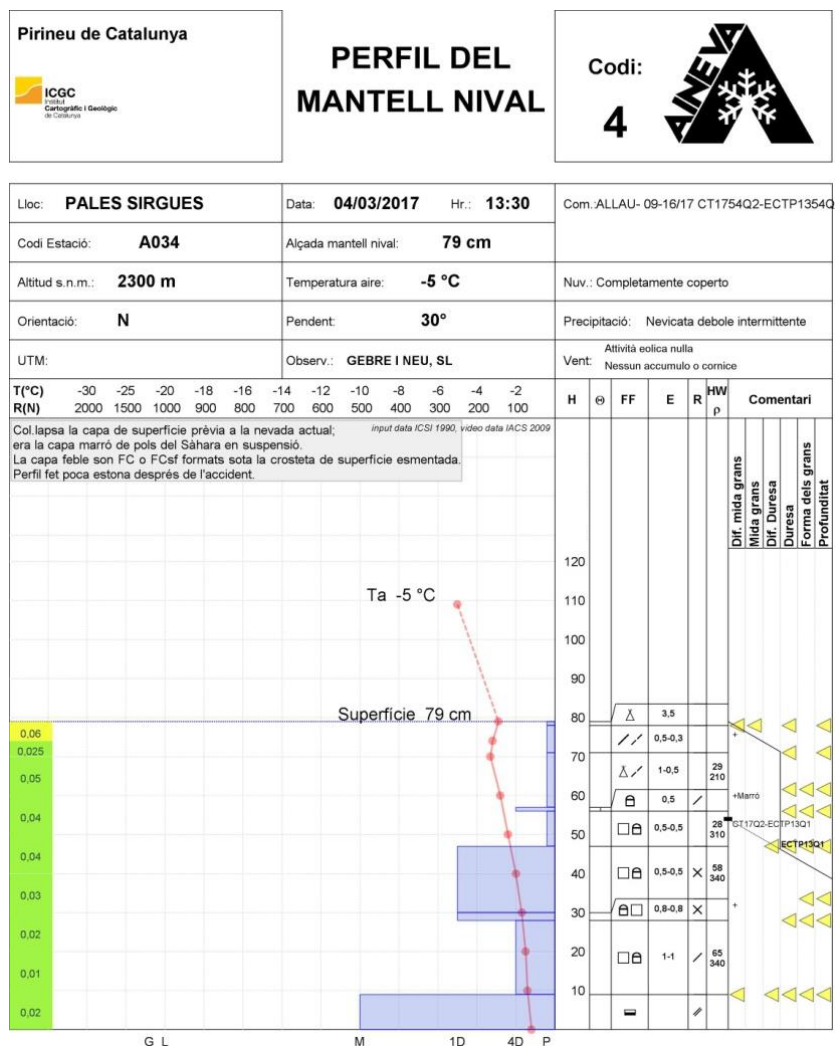 Pirineu de Catalunya
ICGC
Institut
Cartogràfic i Geològic
de Catalunya
PERFIL DEL
MANTELL NIVAL
Codi:
4
AINEVA
Lloc: PALES SIRGUES
Data: 04/03/2017 Hr.: 13:30
Com.:ALLAU- 09-16/17 CT1754Q2-ECTP1354Q
Codi Estació: A034
Alçada mantell nival: 79 cm
Altitud s.n.m.: 2300 m
Temperatura aire: -5 °C
Nuv.: Completamente coperto
Orientació: N
Pendent: 30°
Precipitació: Nevicata debole intermittente
UTM:
Observ.: GEBRE I NEU, SL
Vent: Attività eolica nulla
Nessun accumulo o cornice
T(°C) -30 -25 -20 -18 -16 -14 -12 -10 -8 -6 -4 -2
R(N) 2000 1500 1000 900 800 700 600 500 400 300 200 100
H Θ FF E R HW ρ Comentari
Col.lapsa la capa de superfície prèvia a la nevada actual;
input data ICSI 1990, video data IACS 2009
era la capa marró de pols del Sàhara en suspensió.
La capa feble son FC o FCsf formats sota la crosteta de superfície esmentada.
Perfil fet poca estona després de l'accident.
Dif. mida grans
Mida grans
Dif. Duresa
Duresa
Forma dels grans
Profunditat
120
Ta -5 °C
110
100
90
Superfície 79 cm
80
3,5
0,06
0,5-0,3
+
0,025
70
1-0,5
29
210
0,05
60
0,5
/
+Marró
0,04
50
0,5-0,5
28
310
CT17Q2-ECTP13Q1
ECTP13Q1
0,04
40
0,5-0,5
X
58
340
0,03
30
0,8-0,8
X
+
0,02
20
1-1
/
65
340
0,01
10
0,02
//
G L M 1D 4D P